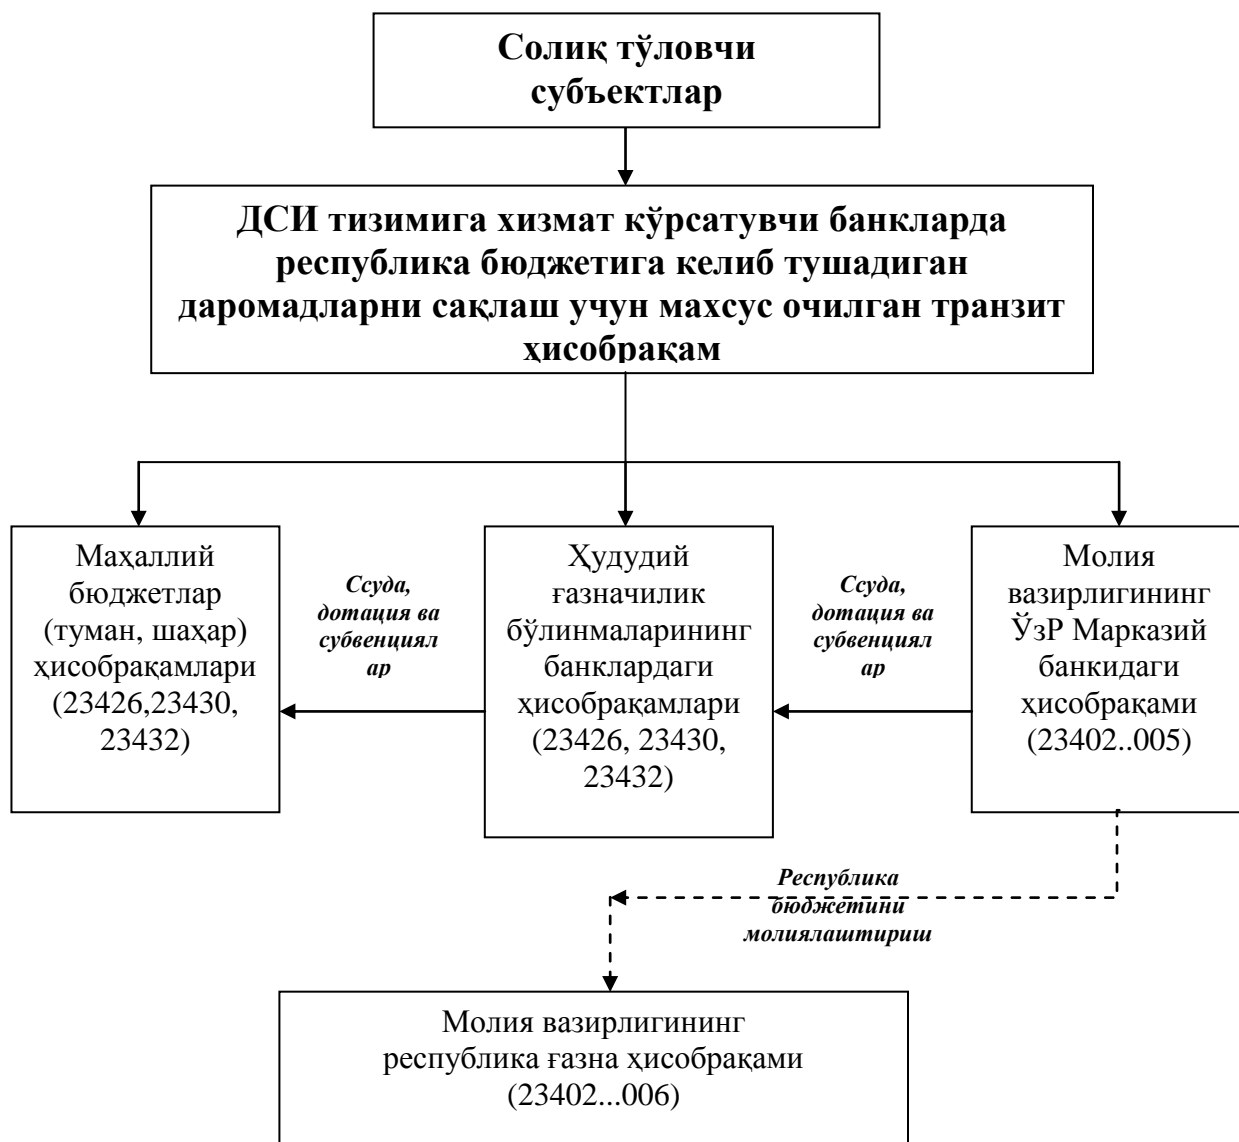 Солиқ тўловчи
субъектлар
ДСИ тизимига хизмат кўрсатувчи банкларда
республика бюджетига келиб тушадиган
даромадларни сақлаш учун махсус очилган транзит
ҳисобрақам
Маҳаллий
бюджетлар
(туман, шаҳар)
ҳисобрақамлари
(23426,23430,
23432)
Ссуда,
дотация ва
субвенциял
ар
Ҳудудий
ғазначилик
бўлинмаларининг
банклардаги
ҳисобрақамлари
(23426, 23430,
23432)
Ссуда,
дотация ва
субвенциял
ар
Молия
вазирлигининг
ЎзР Марказий
банкидаги
ҳисобрақами
(23402..005)
Республика
бюджетини
молиялаштириш
Молия вазирлигининг
республика ғазна ҳисобрақами
(23402...006)